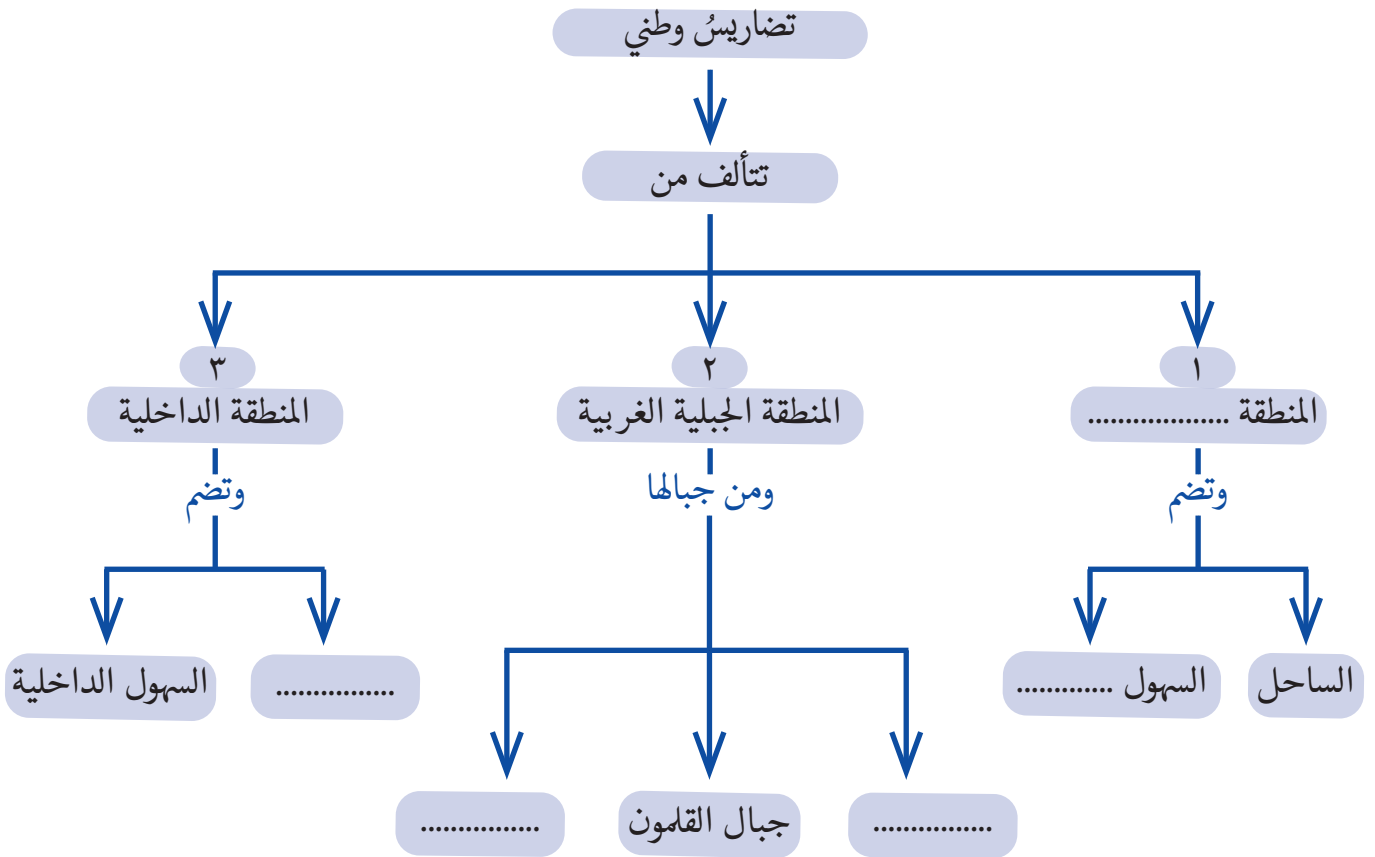 تضاريسُ وطني
تتألف من
١
المنطقة ...................
وتضم
الساحل
السهول .............
٢
المنطقة الجبلية الغربية
ومن جبالها
................
جبال القلمون
................
٣
المنطقة الداخلية
وتضم
................
السهول الداخلية